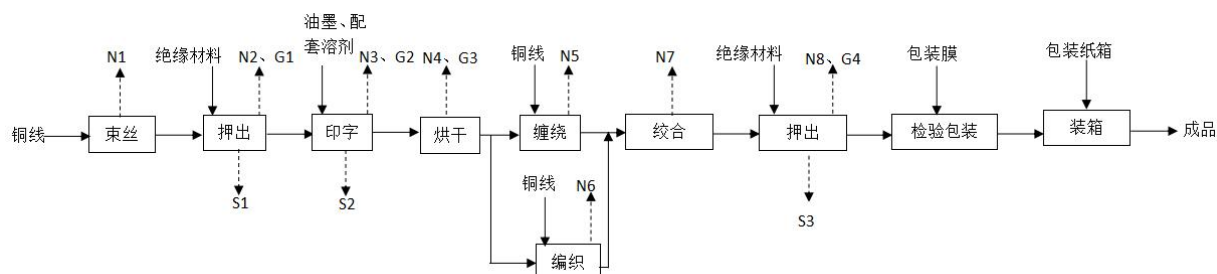 油墨、配
套溶剂
N1
绝缘材料
N2、G1
N3、G2
N4、G3
铜线
N5
N7
绝缘材料
N8、G4
包装膜
包装纸箱
铜线
束丝
押出
印字
烘干
缠绕
绞合
押出
检验包装
装箱
成品
S1
S2
铜线
N6
S3
编织